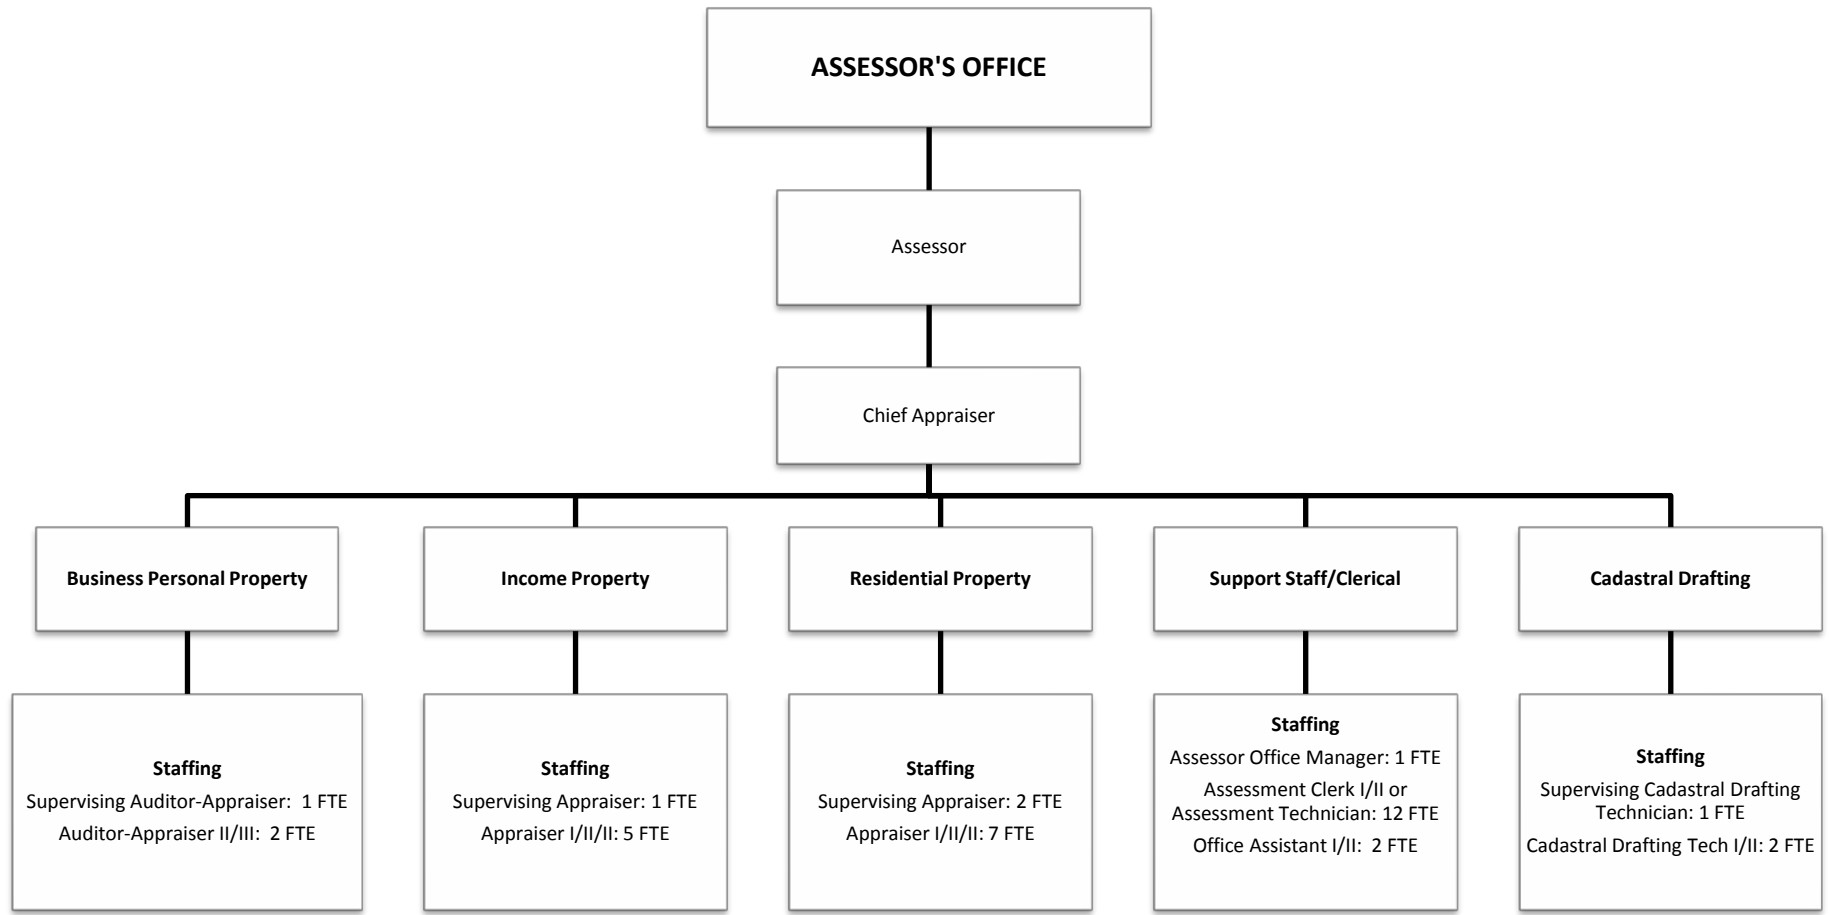 ASSESSOR'S OFFICE
Assessor
Chief Appraiser
Business Personal Property
Income Property
Residential Property
Support Staff/Clerical
Cadastral Drafting
Staffing
Supervising Auditor-Appraiser:  1 FTE
Auditor-Appraiser II/III:  2 FTE
Staffing
Supervising Appraiser: 1 FTE
Appraiser I/II/II: 5 FTE
Staffing
Supervising Appraiser: 2 FTE
Appraiser I/II/II: 7 FTE
Staffing
Assessor Office Manager: 1 FTE
Assessment Clerk I/II or
Assessment Technician: 12 FTE
Office Assistant I/II:  2 FTE
Staffing
Supervising Cadastral Drafting
Technician: 1 FTE
Cadastral Drafting Tech I/II: 2 FTE